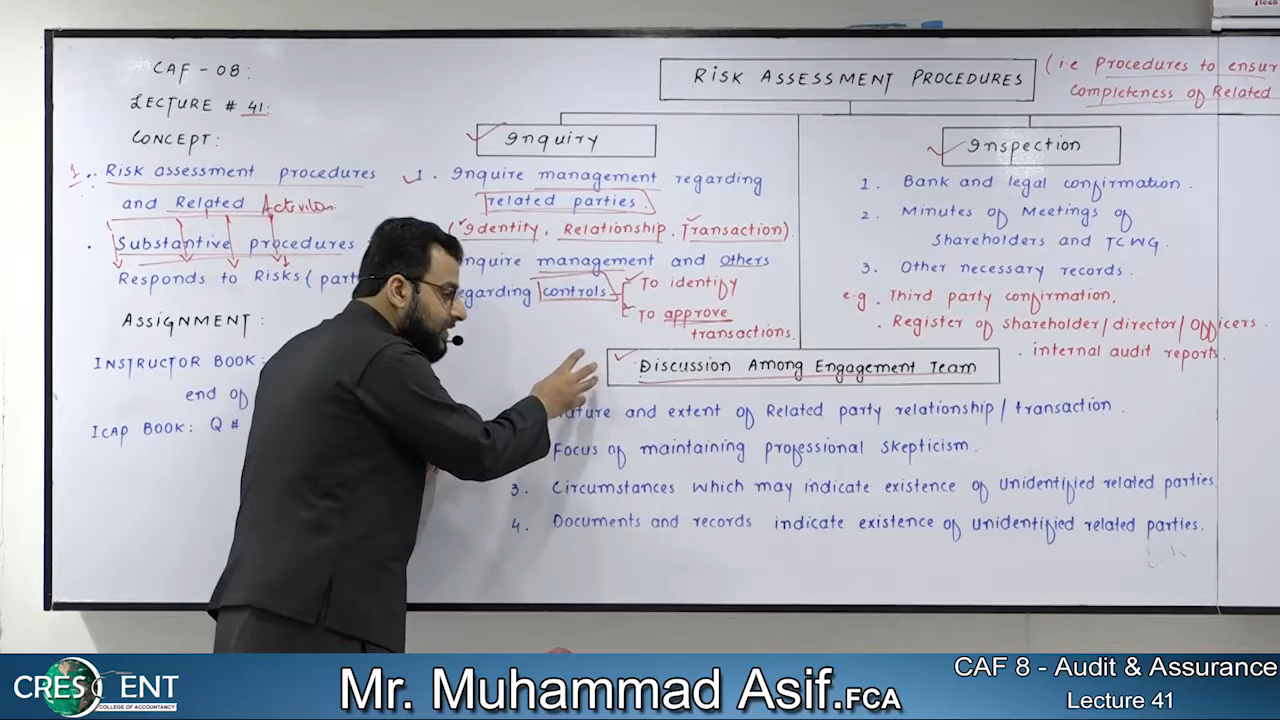 CAF - 08:
LECTURE # 41:
CONCEPT:
1. Risk assessment procedures
and Related
. Substantive procedures
Responds to Risks (part
ASSIGNMENT:
INSTRUCTOR BOOK:
end of
ICAP BOOK: Q #
RISK ASSESSMENT PROCEDURES
(i.e Procedures to ensur
completeness of Related
Inquiry
1. Inquire management regarding
related parties
(Identity, Relationship, Transaction).
Inquire management and others
regarding controls
To identify
To approve
transactions.
Inspection
1. Bank and legal confirmation.
2. Minutes of Meetings of
Shareholders and TCWG.
3. Other necessary records.
e.g. Third party confirmation.
. Register of shareholder/director/Officers.
. internal audit reports.
Discussion Among Engagement Team
Nature and extent of Related party relationship/transaction.
Focus of maintaining professional skepticism.
3. Circumstances which may indicate existence of unidentified related parties.
4. Documents and records indicate existence of unidentified related parties.
CRESCENT
COLLEGE OF ACCOUNTANCY
Mr. Muhammad Asif.FCA
CAF 8 - Audit & Assurance
Lecture 41